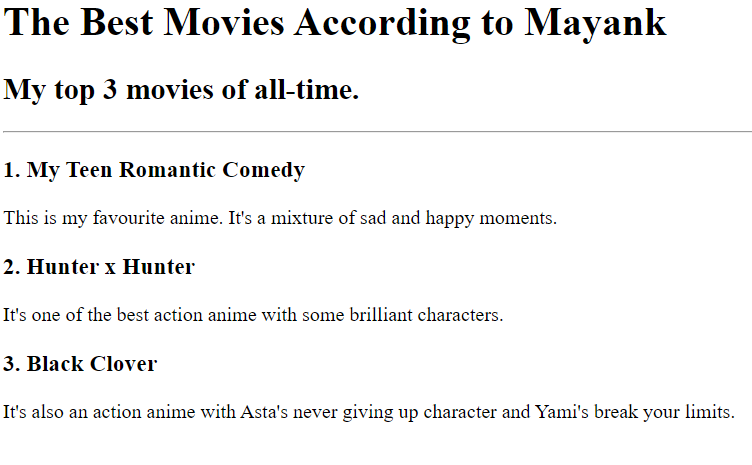 The Best Movies According to Mayank
My top 3 movies of all-time.
1. My Teen Romantic Comedy
This is my favourite anime. It's a mixture of sad and happy moments.
2. Hunter x Hunter
It's one of the best action anime with some brilliant characters.
3. Black Clover
It's also an action anime with Asta's never giving up character and Yami's break your limits.